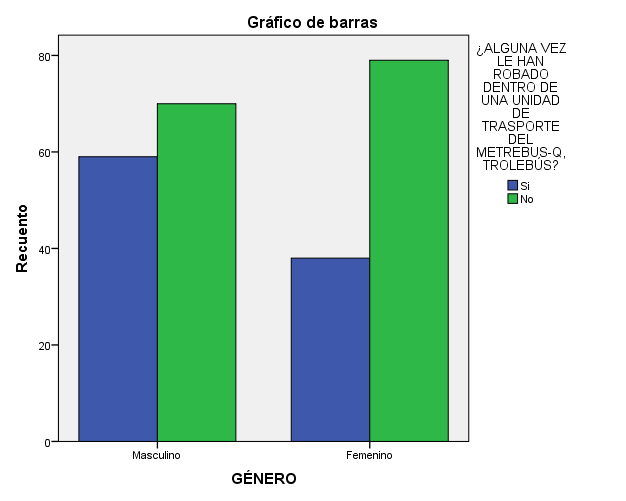 Gráfico de barras
¿ALGUNA VEZ
LE HAN
ROBADO
DENTRO DE
UNA UNIDAD
DE
TRASPORTE
DEL
METREBUS-Q,
TROLEBUS?
Si
No
Recuento
80
60
40
20
0
Masculino
Femenino
GÉNERO